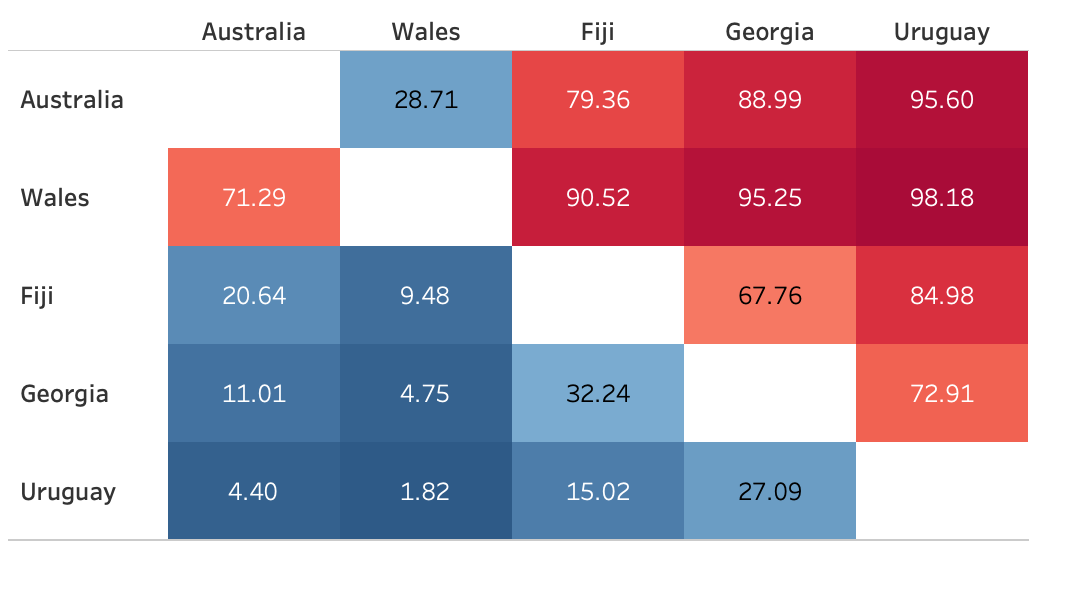 Australia Wales Fiji Georgia Uruguay
Australia 28.71 79.36 88.99 95.60
Wales 71.29 90.52 95.25 98.18
Fiji 20.64 9.48 67.76 84.98
Georgia 11.01 4.75 32.24 72.91
Uruguay 4.40 1.82 15.02 27.09